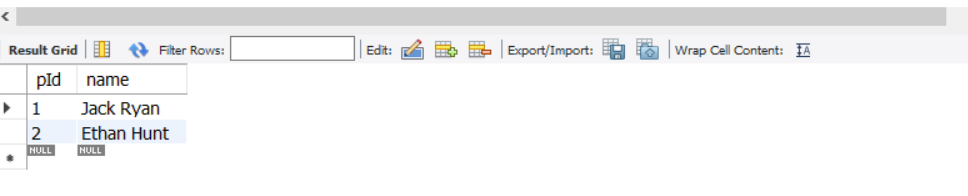 Result Grid Filter Rows: Edit: Export/Import: Wrap Cell Content: IA
pId name
1 Jack Ryan
2 Ethan Hunt
NULL NULL